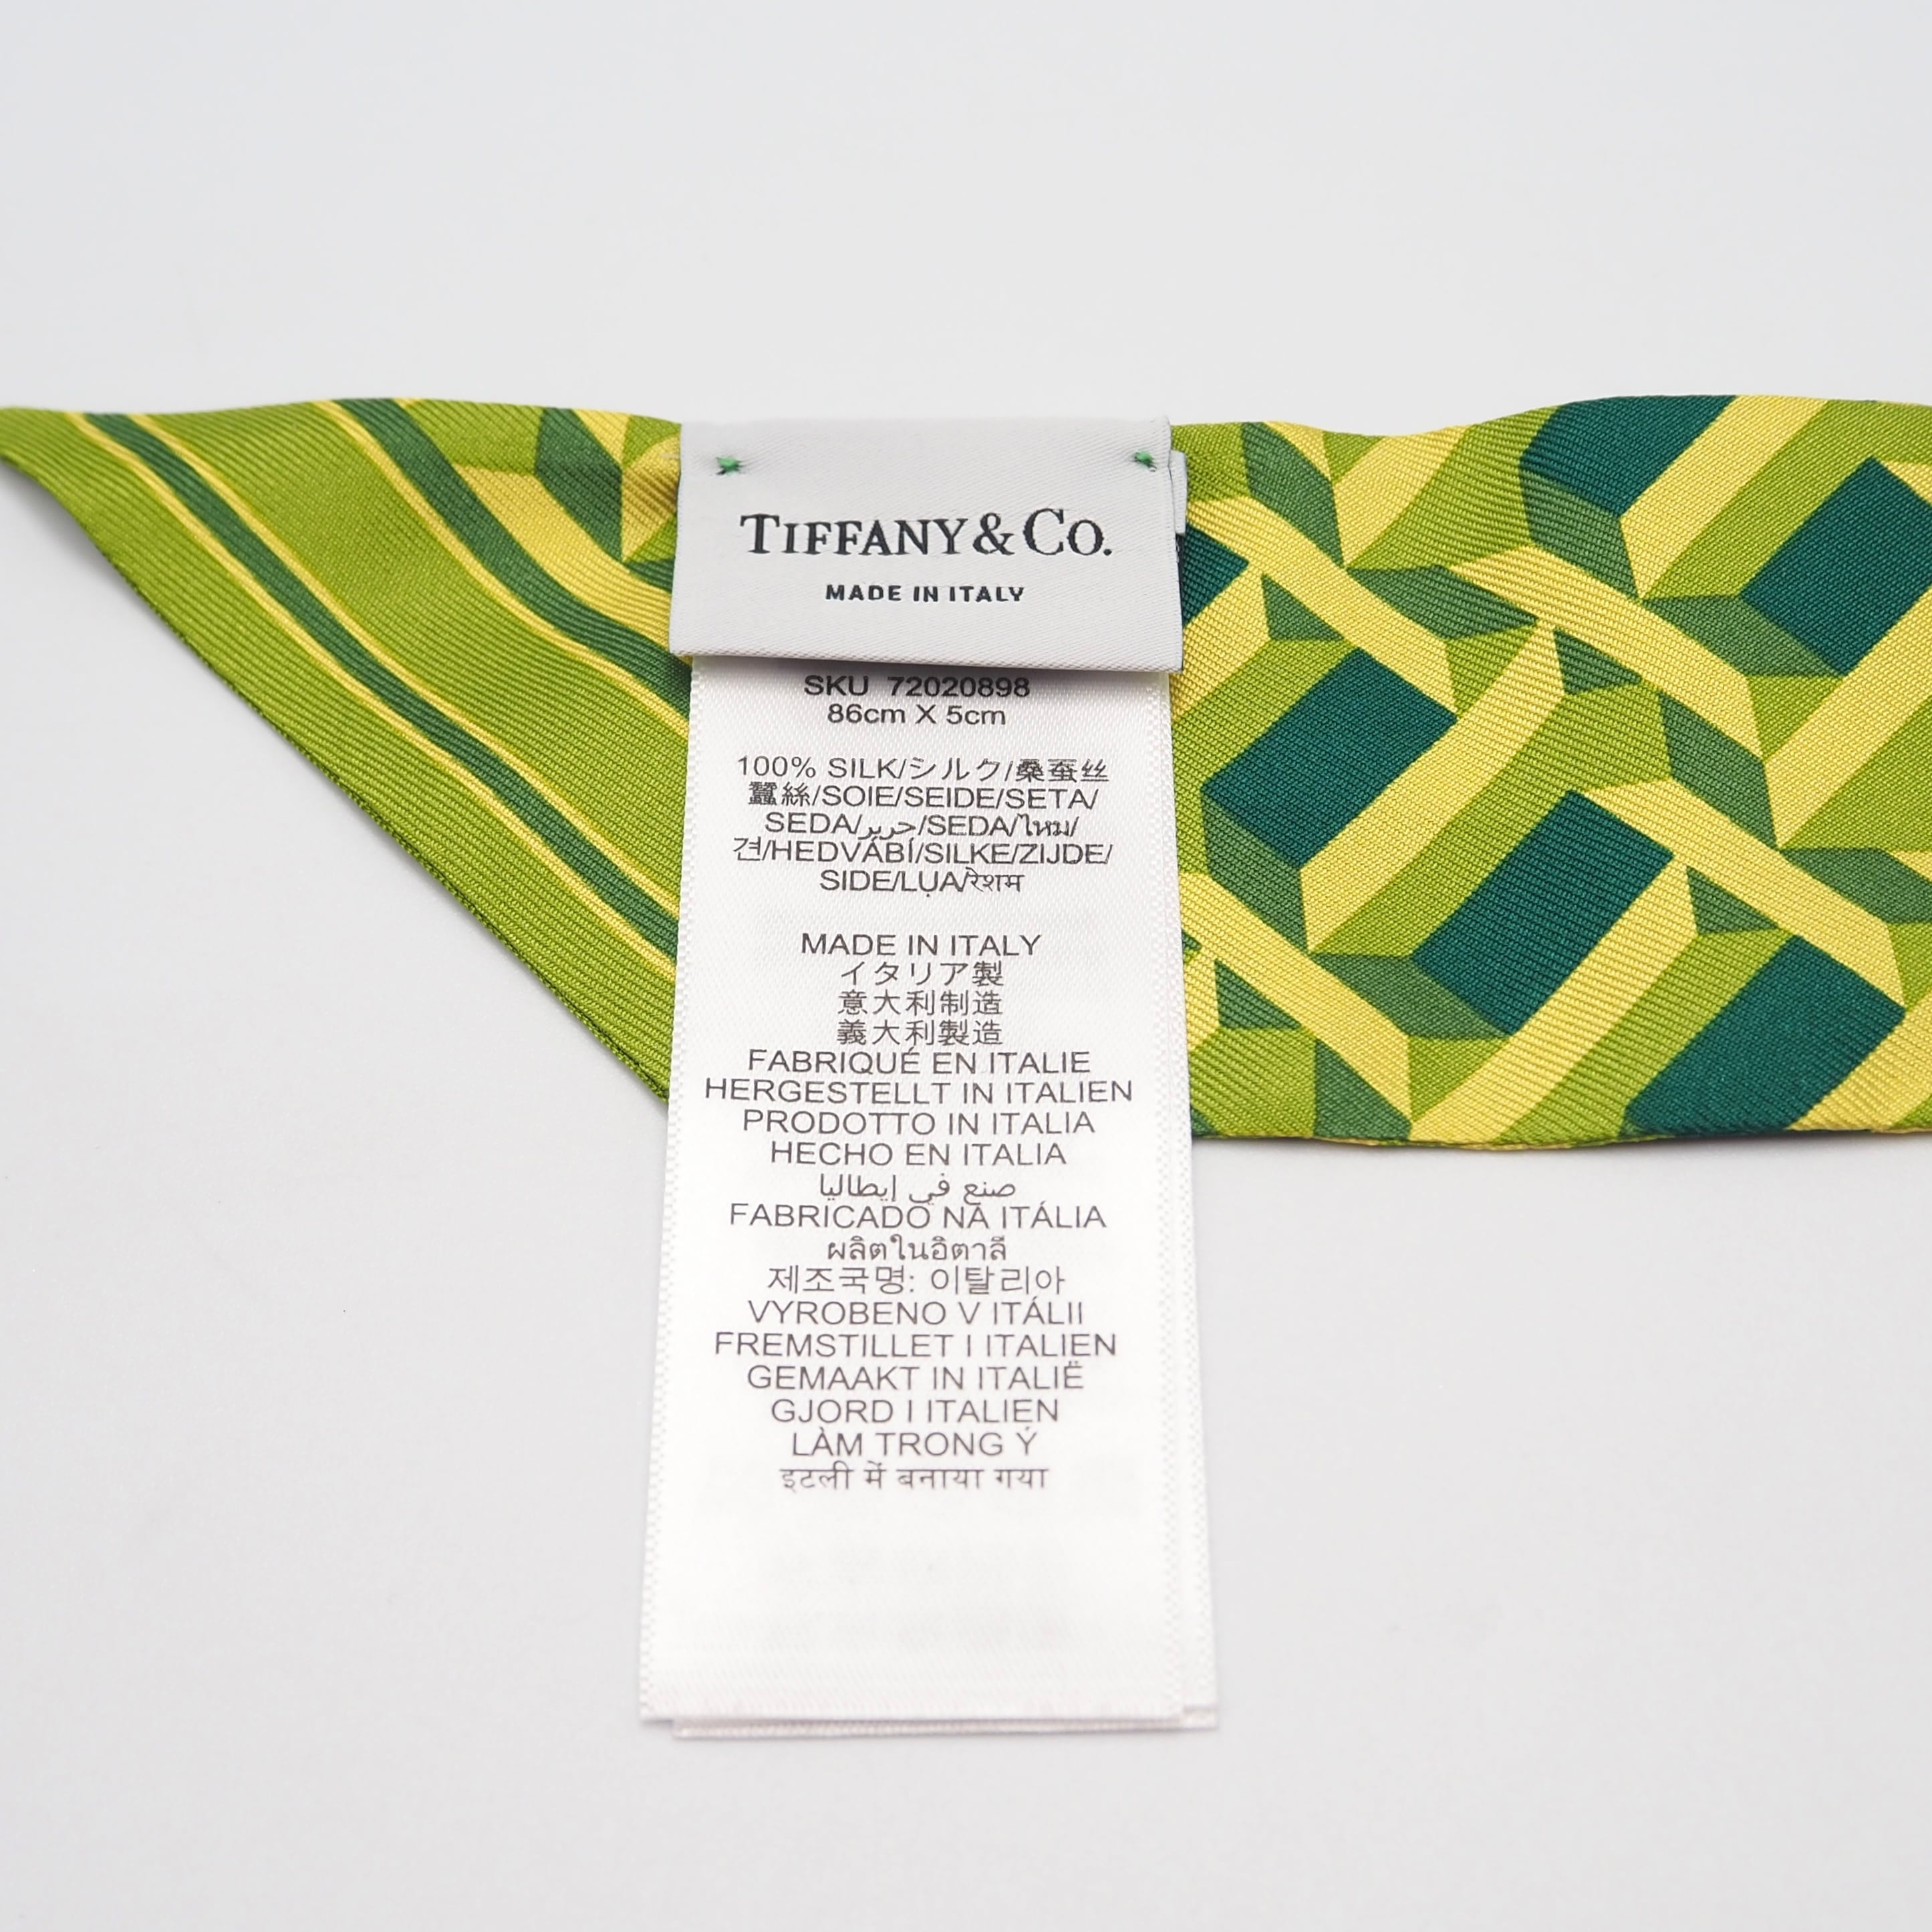 TIFFANY & CO.
MADE IN ITALY
SKU 72020898
86cm X 5cm
100% SILK/シルク/桑蚕丝
蠶絲/SOIE/SEIDE/SETA/
SEDA/حرير/SEDA/ไหม/
견/HEDVÁBÍ/SILKE/ZIJDE/
SIDE/LỤA/रेशम
MADE IN ITALY
イタリア製
意大利制造
義大利製造
FABRIQUÉ EN ITALIE
HERGESTELLT IN ITALIEN
PRODOTTO IN ITALIA
HECHO EN ITALIA
صنع في إيطاليا
FABRICADO NA ITÁLIA
ผลิตในอิตาลี
제조국명: 이탈리아
VYROBENO V ITÁLII
FREMSTILLET I ITALIEN
GEMAAKT IN ITALIË
GJORD I ITALIEN
LÀM TRONG Ý
इटली में बनाया गया